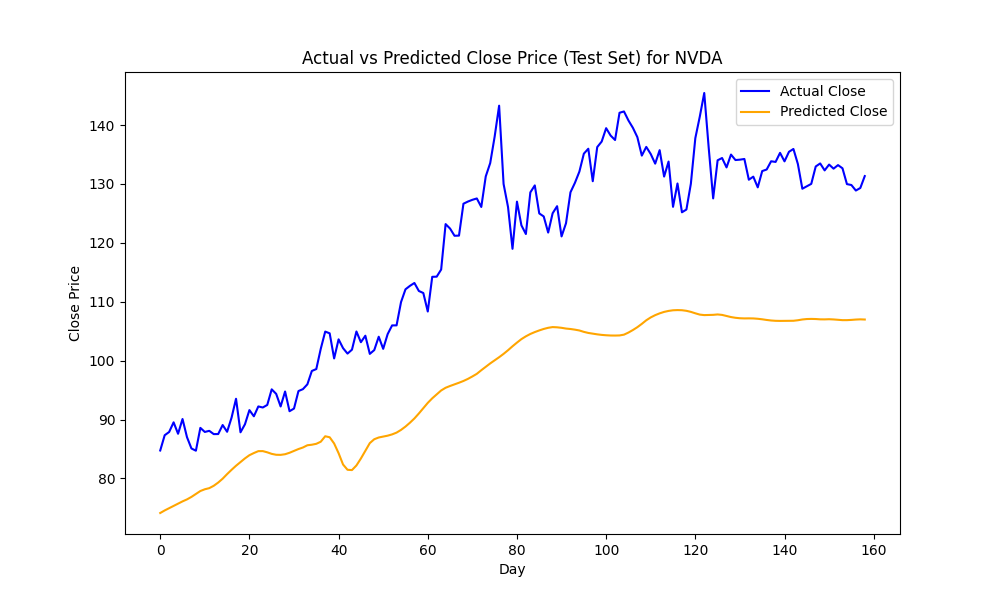 Actual vs Predicted Close Price (Test Set) for NVDA
Actual Close
Predicted Close
Close Price
140
130
120
110
100
90
80
0 20 40 60 80 100 120 140 160
Day